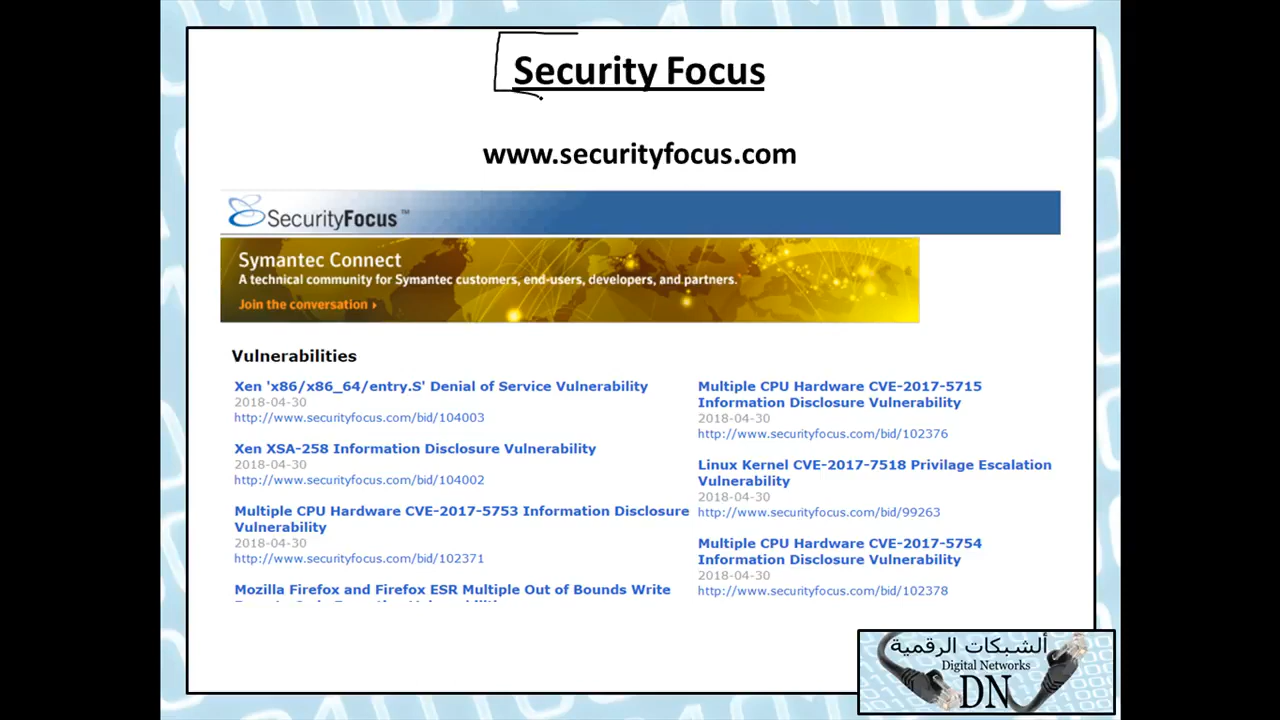 Security Focus
www.securityfocus.com
SecurityFocus™
Symantec Connect
A technical community for Symantec customers, end-users, developers, and partners.
Join the conversation
Vulnerabilities
Xen 'x86/x86_64/entry.S' Denial of Service Vulnerability
2018-04-30
http://www.securityfocus.com/bid/104003
Xen XSA-258 Information Disclosure Vulnerability
2018-04-30
http://www.securityfocus.com/bid/104002
Multiple CPU Hardware CVE-2017-5753 Information Disclosure
Vulnerability
2018-04-30
http://www.securityfocus.com/bid/102371
Mozilla Firefox and Firefox ESR Multiple Out of Bounds Write
Multiple CPU Hardware CVE-2017-5715
Information Disclosure Vulnerability
2018-04-30
http://www.securityfocus.com/bid/102376
Linux Kernel CVE-2017-7518 Privilage Escalation
Vulnerability
2018-04-30
http://www.securityfocus.com/bid/99263
Multiple CPU Hardware CVE-2017-5754
Information Disclosure Vulnerability
2018-04-30
http://www.securityfocus.com/bid/102378
ألشبكات الرقمية
Digital Networks
DN